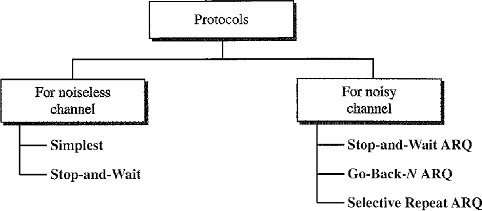 Protocols
For noiseless
channel
For noisy
channel
Simplest
Stop-and-Wait
Stop-and-Wait ARQ
Go-Back-N ARQ
Selective Repeat ARQ